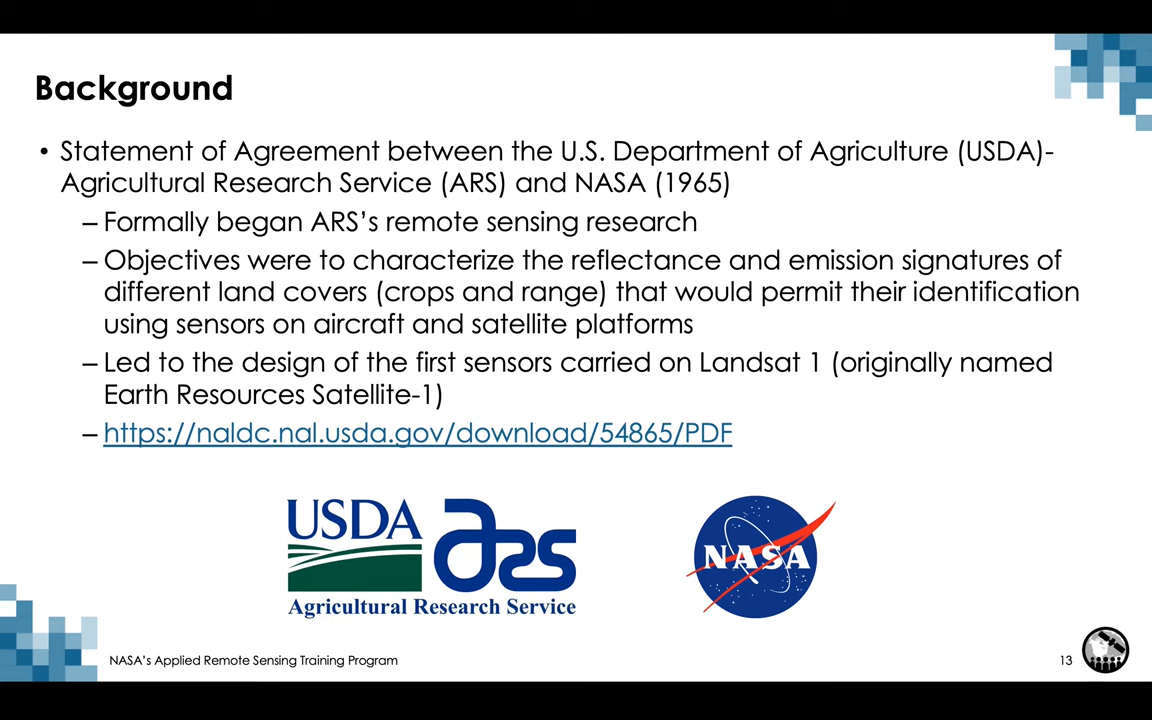 Background
• Statement of Agreement between the U.S. Department of Agriculture (USDA)-
Agricultural Research Service (ARS) and NASA (1965)
– Formally began ARS’s remote sensing research
– Objectives were to characterize the reflectance and emission signatures of
different land covers (crops and range) that would permit their identification
using sensors on aircraft and satellite platforms
– Led to the design of the first sensors carried on Landsat 1 (originally named
Earth Resources Satellite-1)
– https://naldc.nal.usda.gov/download/54865/PDF
USDA ars
Agricultural Research Service
NASA
NASA’s Applied Remote Sensing Training Program
13